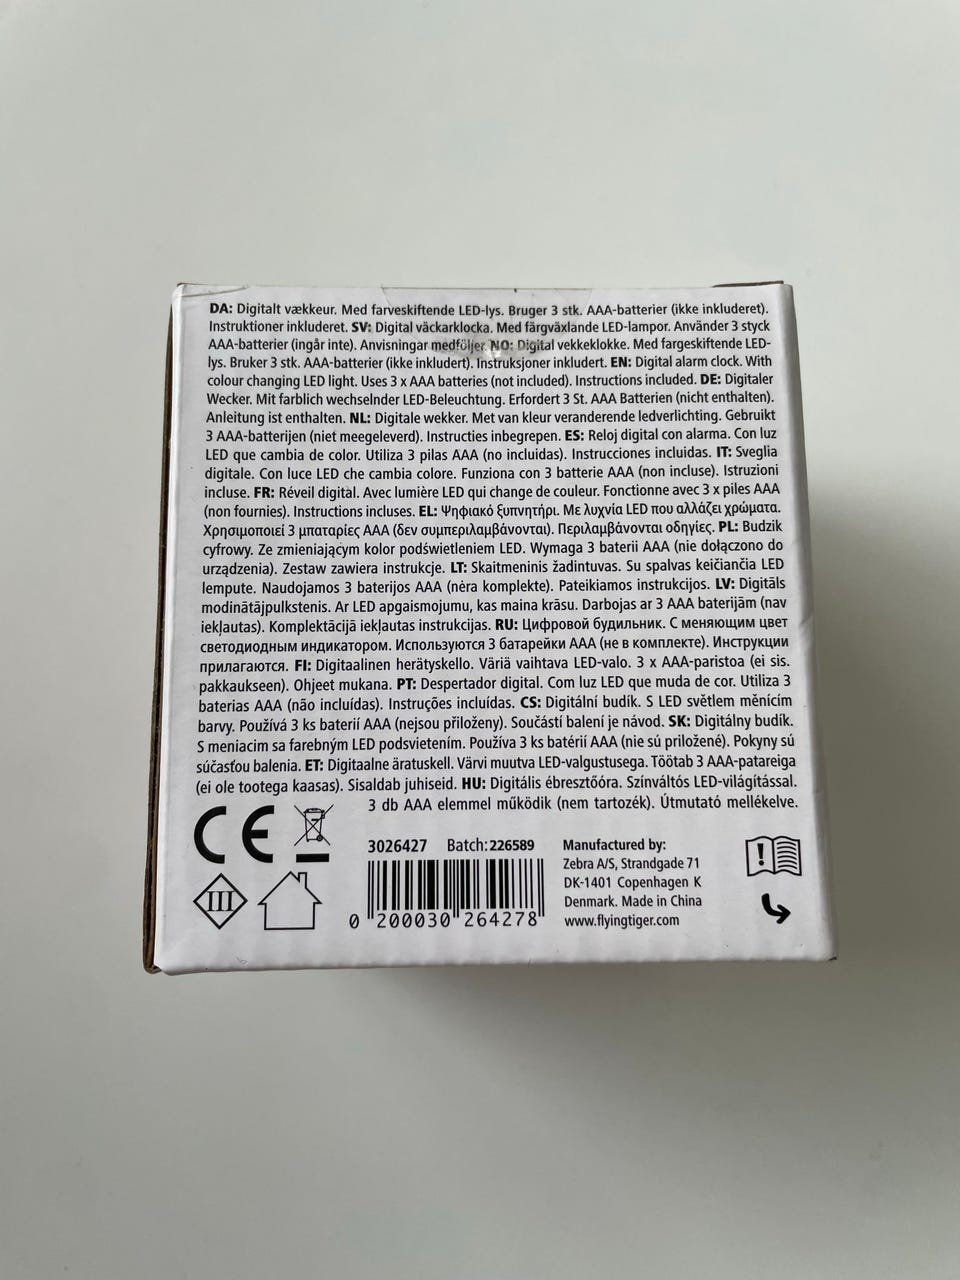 DA: Digitalt vækkeur. Med farveskiftende LED-lys. Bruger 3 stk. AAA-batterier (ikke inkluderet).
Instruktioner inkluderet. SV: Digital väckarklocka. Med färgväxlande LED-lampor. Använder 3 styck
AAA-batterier (ingår inte). Anvisningar medföljer. NO: Digital vekkeklokke. Med fargeskiftende LED-
lys. Bruker 3 stk. AAA-batterier (ikke inkludert). Instruksjoner inkludert. EN: Digital alarm clock. With
colour changing LED light. Uses 3 x AAA batteries (not included). Instructions included. DE: Digitaler
Wecker. Mit farblich wechselnder LED-Beleuchtung. Erfordert 3 St. AAA Batterien (nicht enthalten).
Anleitung ist enthalten. NL: Digitale wekker. Met van kleur veranderende ledverlichting. Gebruikt
3 AAA-batterijen (niet meegeleverd). Instructies inbegrepen. ES: Reloj digital con alarma. Con luz
LED que cambia de color. Utiliza 3 pilas AAA (no incluidas). Instrucciones incluidas. IT: Sveglia
digitale. Con luce LED che cambia colore. Funziona con 3 batterie AAA (non incluse). Istruzioni
incluse. FR: Réveil digital. Avec lumière LED qui change de couleur. Fonctionne avec 3 x piles AAA
(non fournies). Instructions incluses. EL: Ψηφιακό ξυπνητήρι. Με λυχνία LED που αλλάζει χρώματα.
Χρησιμοποιεί 3 μπαταρίες AAA (δεν συμπεριλαμβάνονται). Περιλαμβάνονται οδηγίες. PL: Budzik
cyfrowy. Ze zmieniającym kolor podświetleniem LED. Wymaga 3 baterii AAA (nie dołączono do
urządzenia). Zestaw zawiera instrukcje. LT: Skaitmeninis žadintuvas. Su spalvas keičiančia LED
lempute. Naudojamos 3 baterijos AAA (nėra komplekte). Pateikiamos instrukcijos. LV: Digitāls
modinātājpulkstenis. Ar LED apgaismojumu, kas maina krāsu. Darbojas ar 3 AAA baterijām (nav
iekļautas). Komplektācijā iekļautas instrukcijas. RU: Цифровой будильник. С меняющим цвет
светодиодным индикатором. Используются 3 батарейки AAA (не в комплекте). Инструкции
прилагаются. FI: Digitaalinen herätyskello. Väriä vaihtava LED-valo. 3 x AAA-paristoa (ei sis.
pakkaukseen). Ohjeet mukana. PT: Despertador digital. Com luz LED que muda de cor. Utiliza 3
baterias AAA (não incluídas). Instruções incluídas. CS: Digitální budík. S LED světlem měnícím
barvy. Používá 3 ks baterií AAA (nejsou přiloženy). Součástí balení je návod. SK: Digitálny budík.
S meniacim sa farebným LED podsvietením. Používa 3 ks batérií AAA (nie sú priložené). Pokyny sú
súčasťou balenia. ET: Digitaalne äratuskell. Värvi muutva LED-valgustusega. Töötab 3 AAA-patareiga
(ei ole tootega kaasas). Sisaldab juhiseid. HU: Digitális ébresztőóra. Színváltós LED-világítással.
3 db AAA elemmel működik (nem tartozék). Útmutató mellékelve.
CE
III
3026427 Batch: 226589
0 200030 264278
Manufactured by:
Zebra A/S, Strandgade 71
DK-1401 Copenhagen K
Denmark. Made in China
www.flyingtiger.com